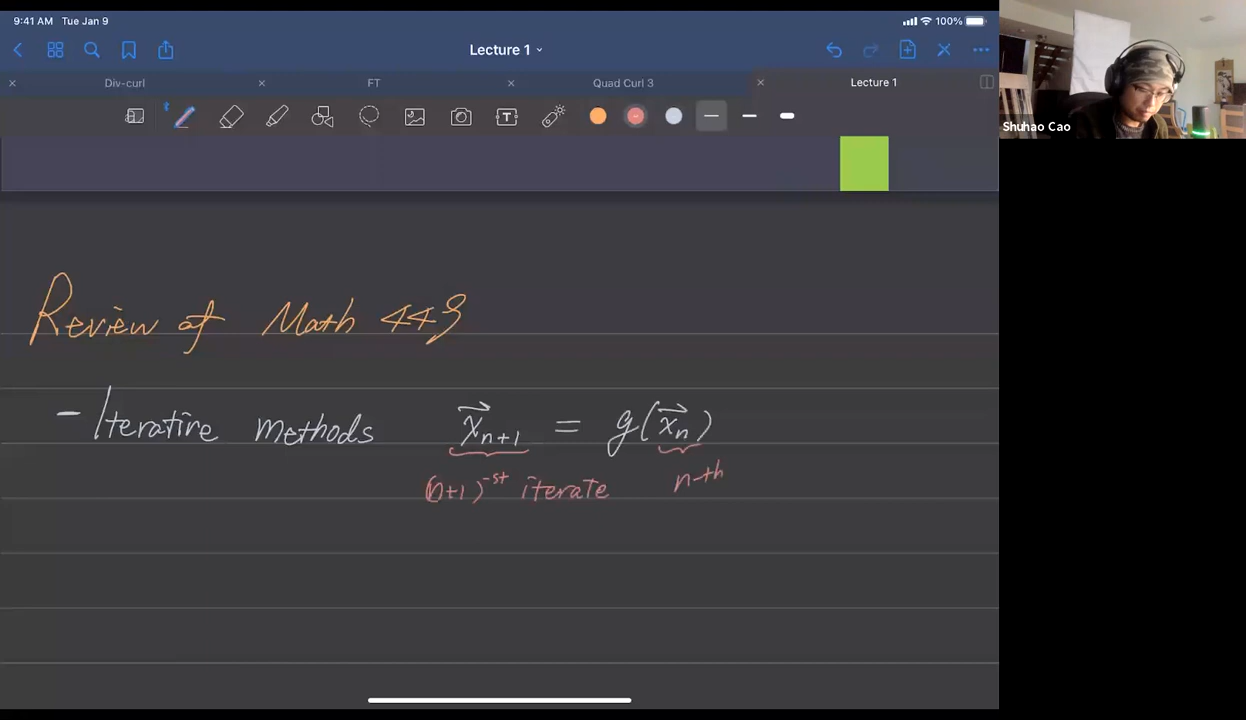 9:41 AM Tue Jan 9
100%
Lecture 1
Div-curl
FT
Quad Curl 3
Lecture 1
Shuhao Cao
Review of Math 449
- Iterative methods x⃗ₙ₊₁ = g(x⃗ₙ)
(n+1)⁻ˢᵗ iterate n-th